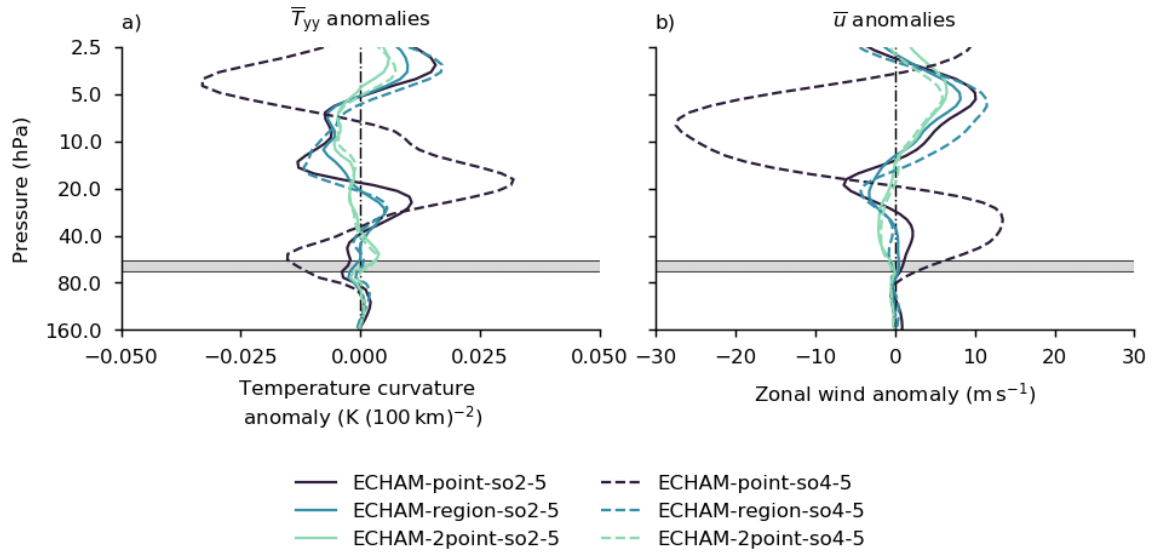 a)
T̅yy anomalies
b)
u̅ anomalies
Pressure (hPa)
2.5
5.0
10.0
20.0
40.0
80.0
160.0
−0.050
−0.025
0.000
0.025
0.050
−30
−20
−10
0
10
20
30
Temperature curvature
anomaly (K (100 km)⁻²)
Zonal wind anomaly (m s⁻¹)
ECHAM-point-so2-5
ECHAM-region-so2-5
ECHAM-2point-so2-5
ECHAM-point-so4-5
ECHAM-region-so4-5
ECHAM-2point-so4-5